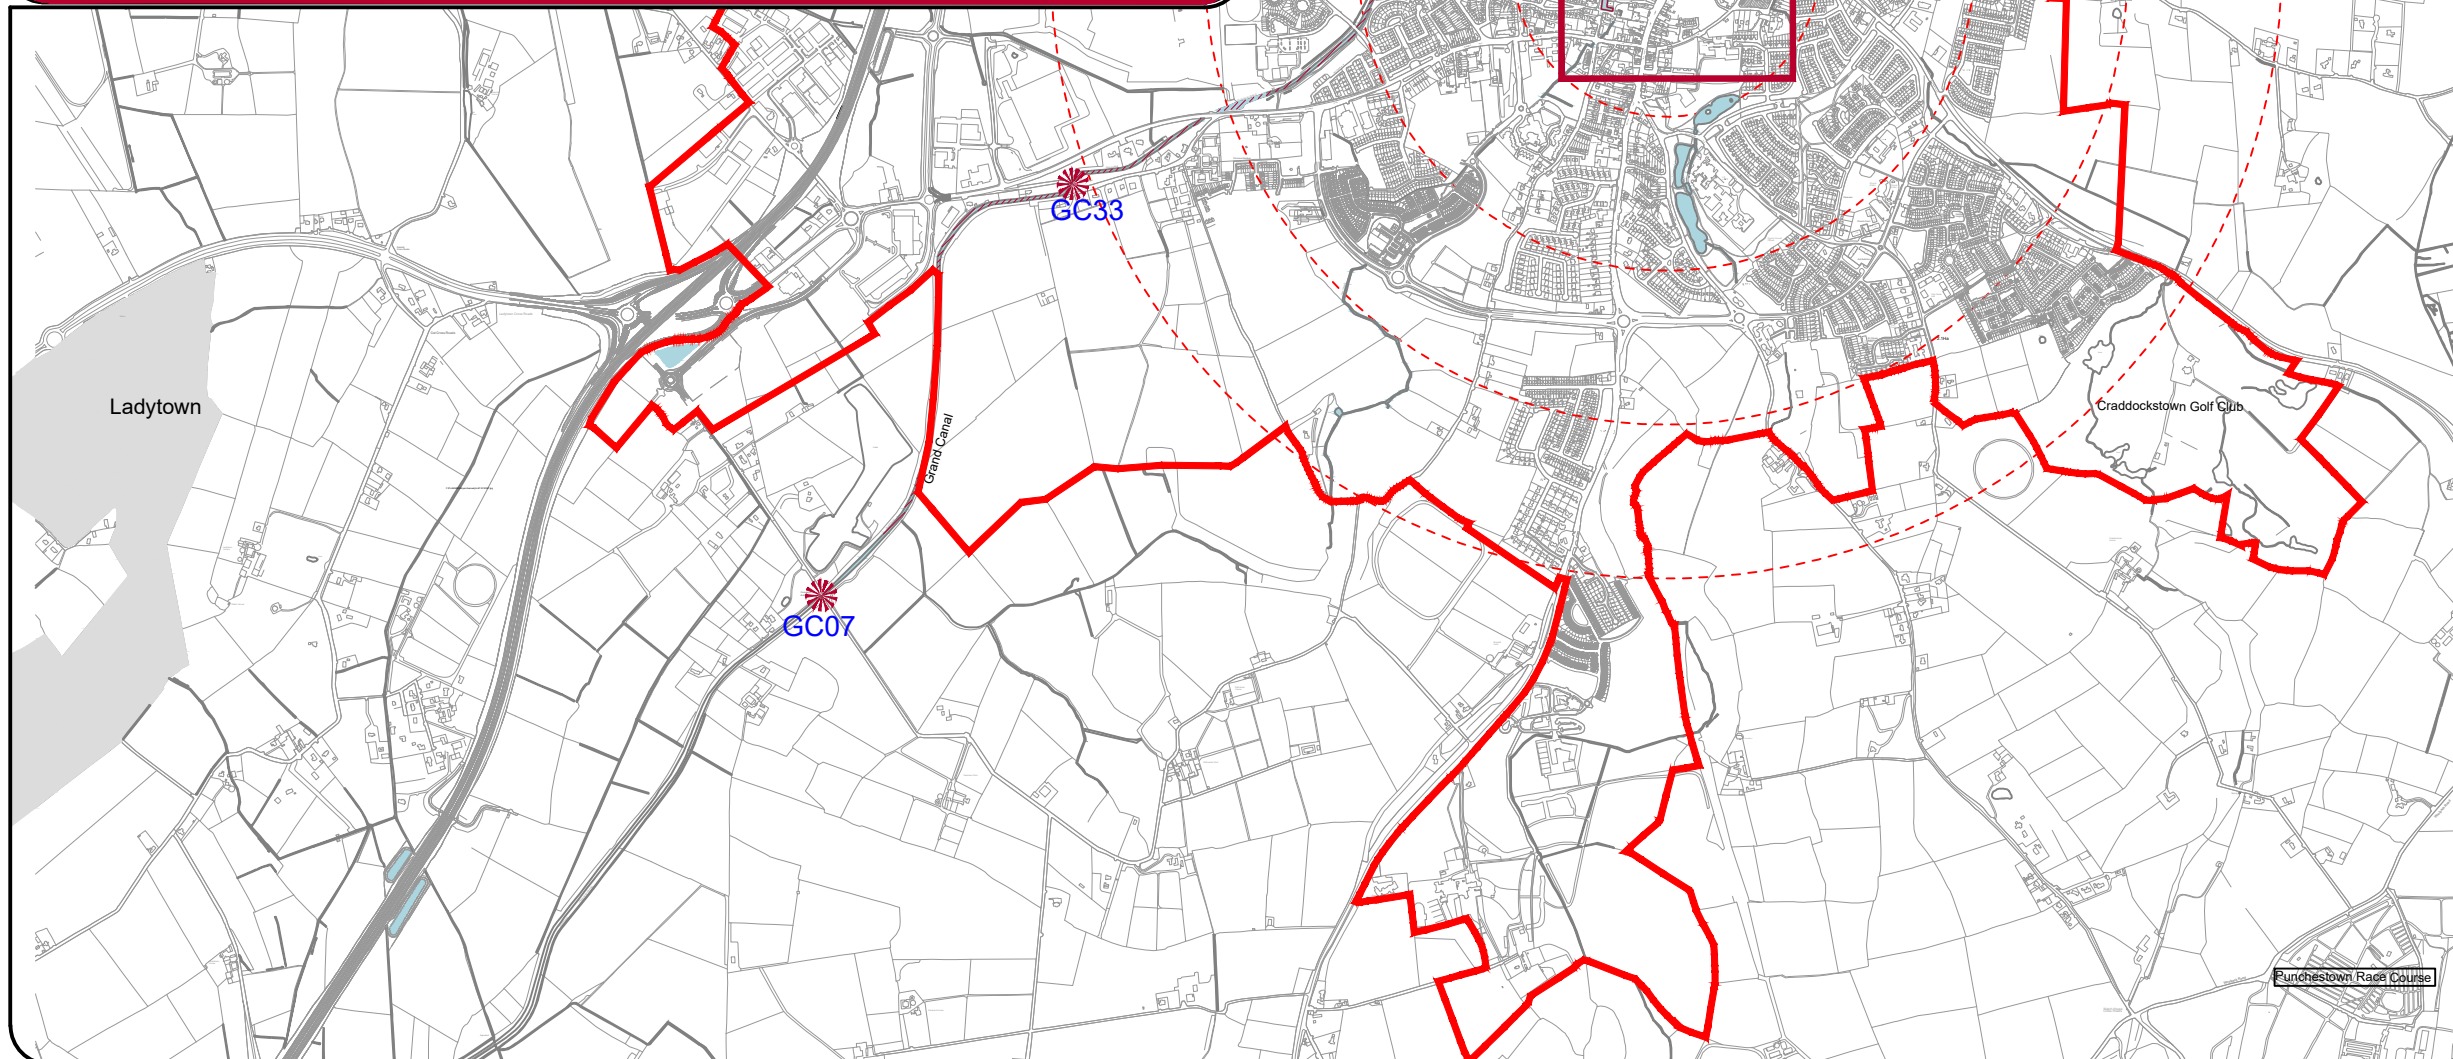 GC33
Ladytown
Craddockstown Golf Club
Grand Canal
GC07
Punchestown Race Course